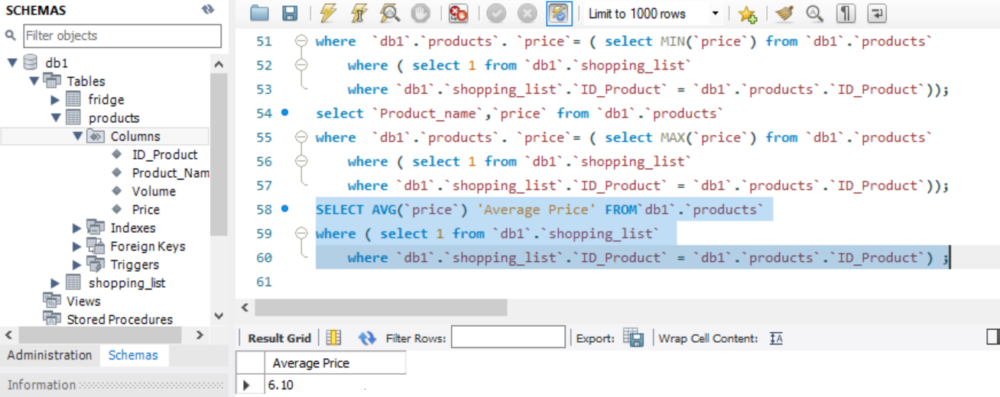 SCHEMAS
Filter objects
db1
Tables
fridge
products
Columns
ID_Product
Product_Nam
Volume
Price
Indexes
Foreign Keys
Triggers
shopping_list
Views
Stored Procedures
Administration Schemas
Information
Limit to 1000 rows
51 where  `db1`.`products`. `price`= ( select MIN(`price`) from `db1`.`products`
52 where ( select 1 from `db1`.`shopping_list`
53 where `db1`.`shopping_list`.`ID_Product` = `db1`.`products`.`ID_Product`));
54 select `Product_name`,`price` from `db1`.`products`
55 where  `db1`.`products`. `price`= ( select MAX(`price`) from `db1`.`products`
56 where ( select 1 from `db1`.`shopping_list`
57 where `db1`.`shopping_list`.`ID_Product` = `db1`.`products`.`ID_Product`));
58 SELECT AVG(`price`) 'Average Price' FROM`db1`.`products`
59 where ( select 1 from `db1`.`shopping_list`
60 where `db1`.`shopping_list`.`ID_Product` = `db1`.`products`.`ID_Product`) ;
61
Result Grid Filter Rows: Export: Wrap Cell Content:
Average Price
6.10